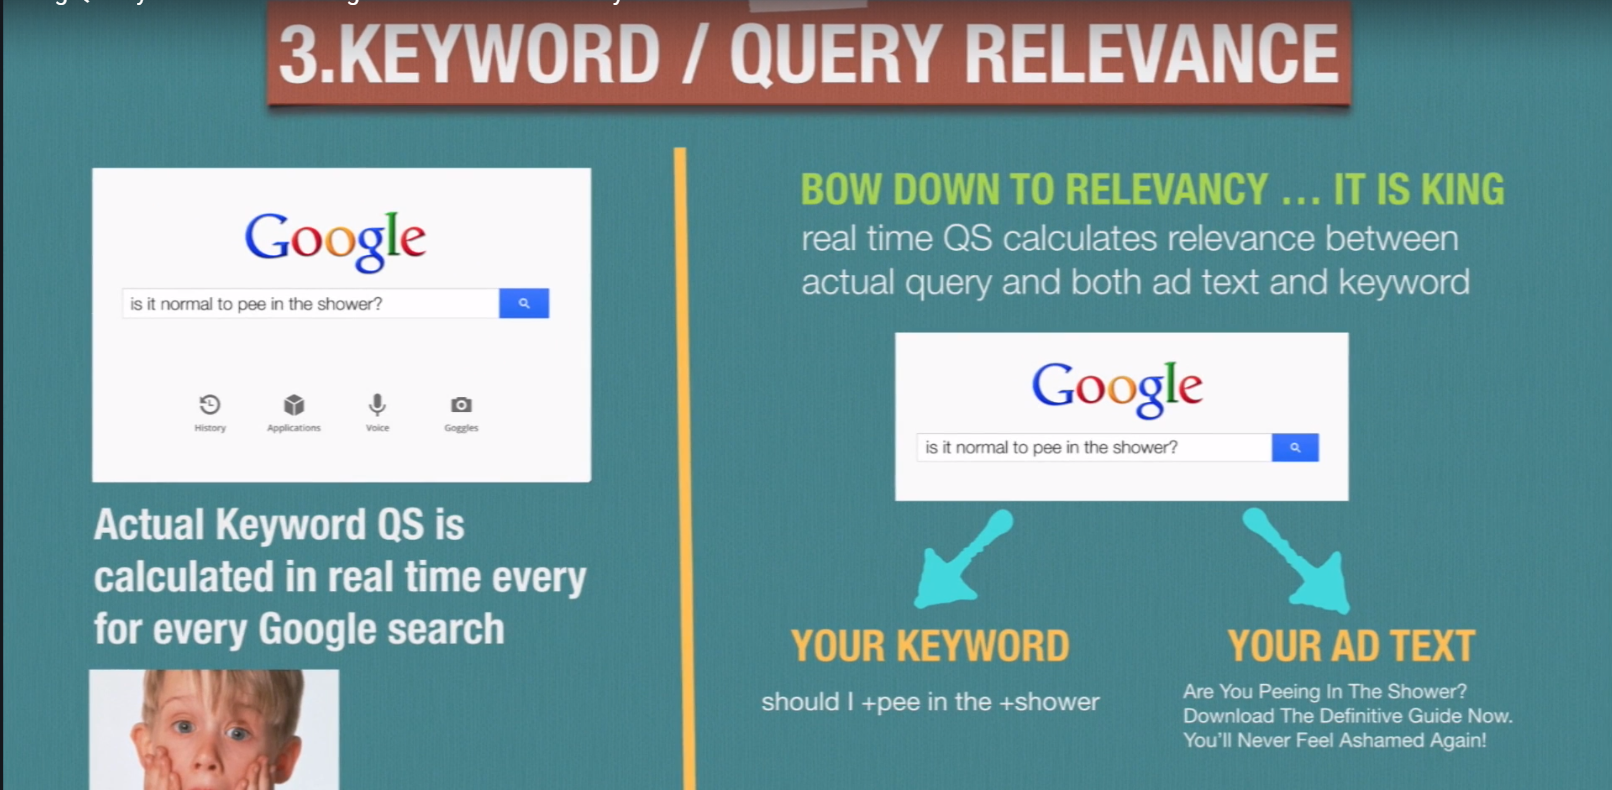 3.KEYWORD / QUERY RELEVANCE
Google
is it normal to pee in the shower?
History Applications Voice Goggles
Actual Keyword QS is
calculated in real time every
for every Google search
BOW DOWN TO RELEVANCY ... IT IS KING
real time QS calculates relevance between
actual query and both ad text and keyword
Google
is it normal to pee in the shower?
YOUR KEYWORD
should I +pee in the +shower
YOUR AD TEXT
Are You Peeing In The Shower?
Download The Definitive Guide Now.
You'll Never Feel Ashamed Again!